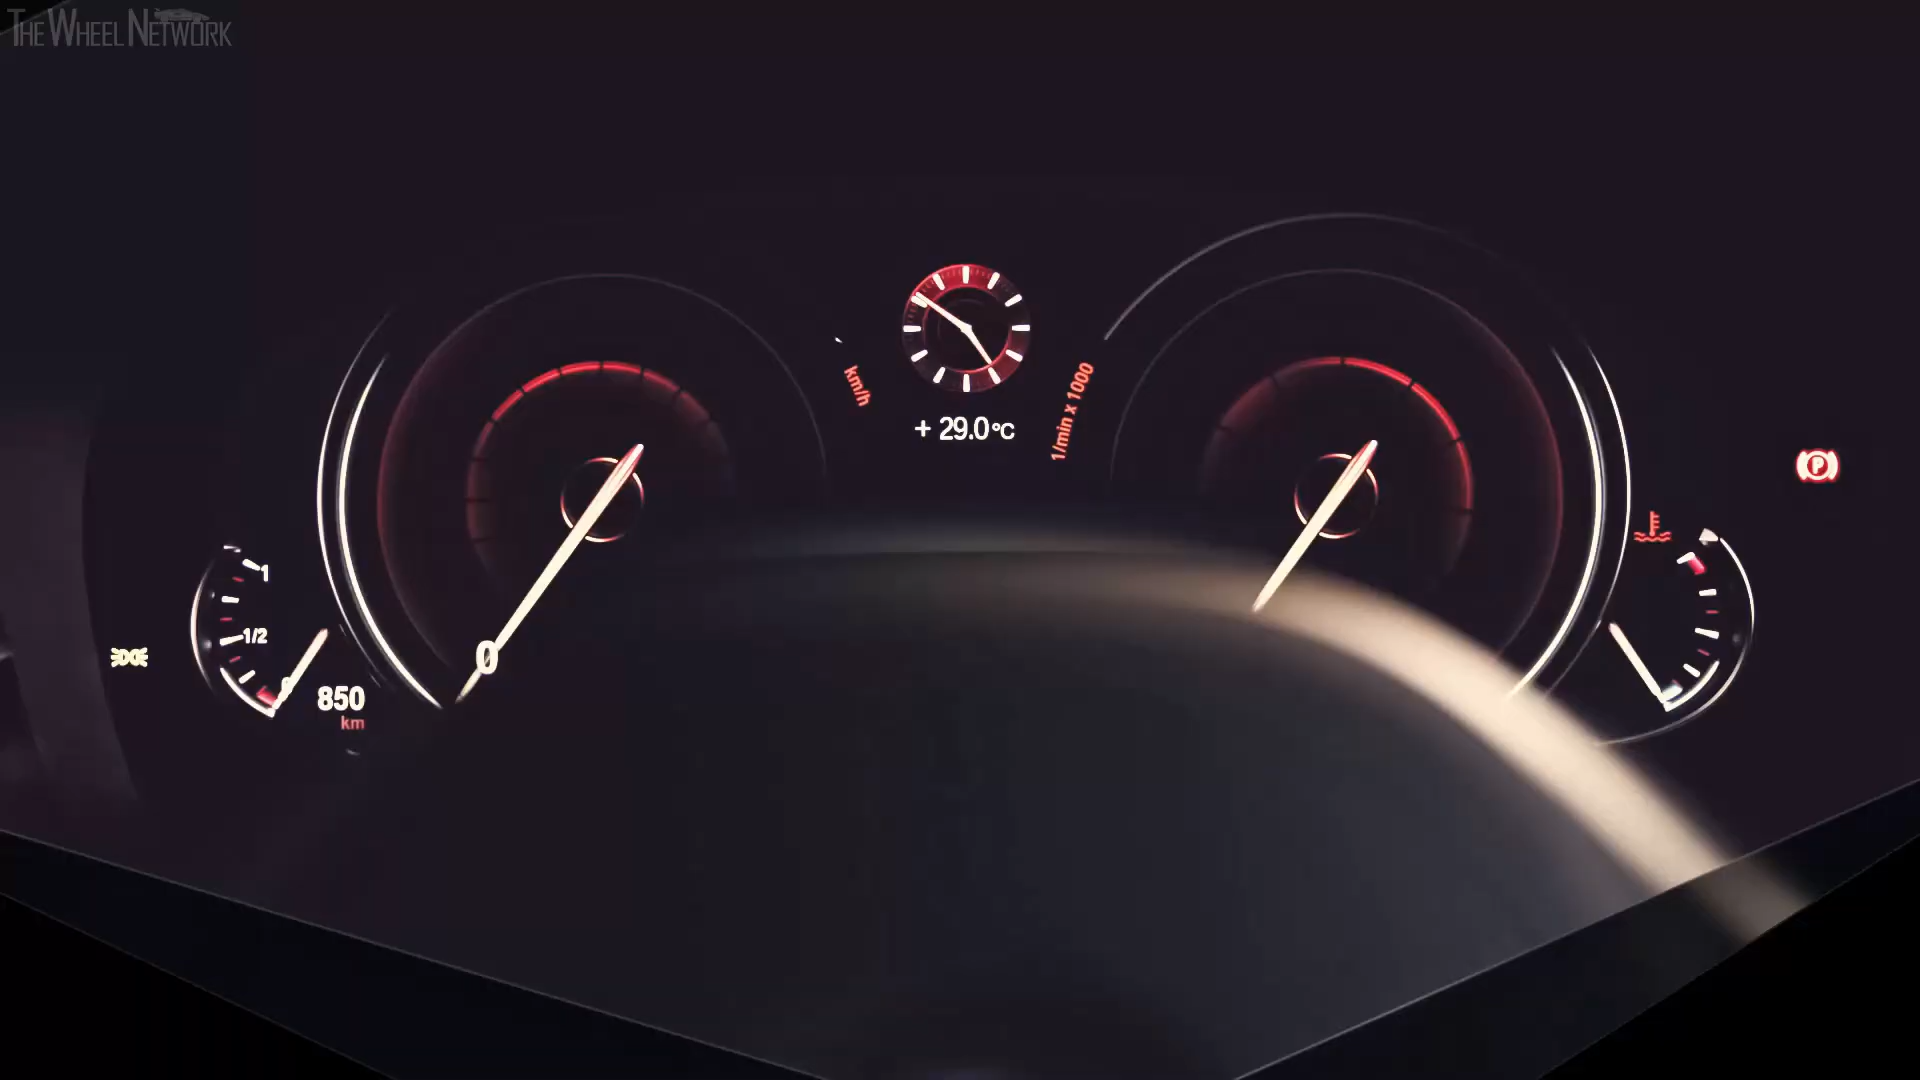 THE WHEEL NETWORK
km/h
+ 29.0°C
1/min x 1000
P
1
1/2
0
0
850
km